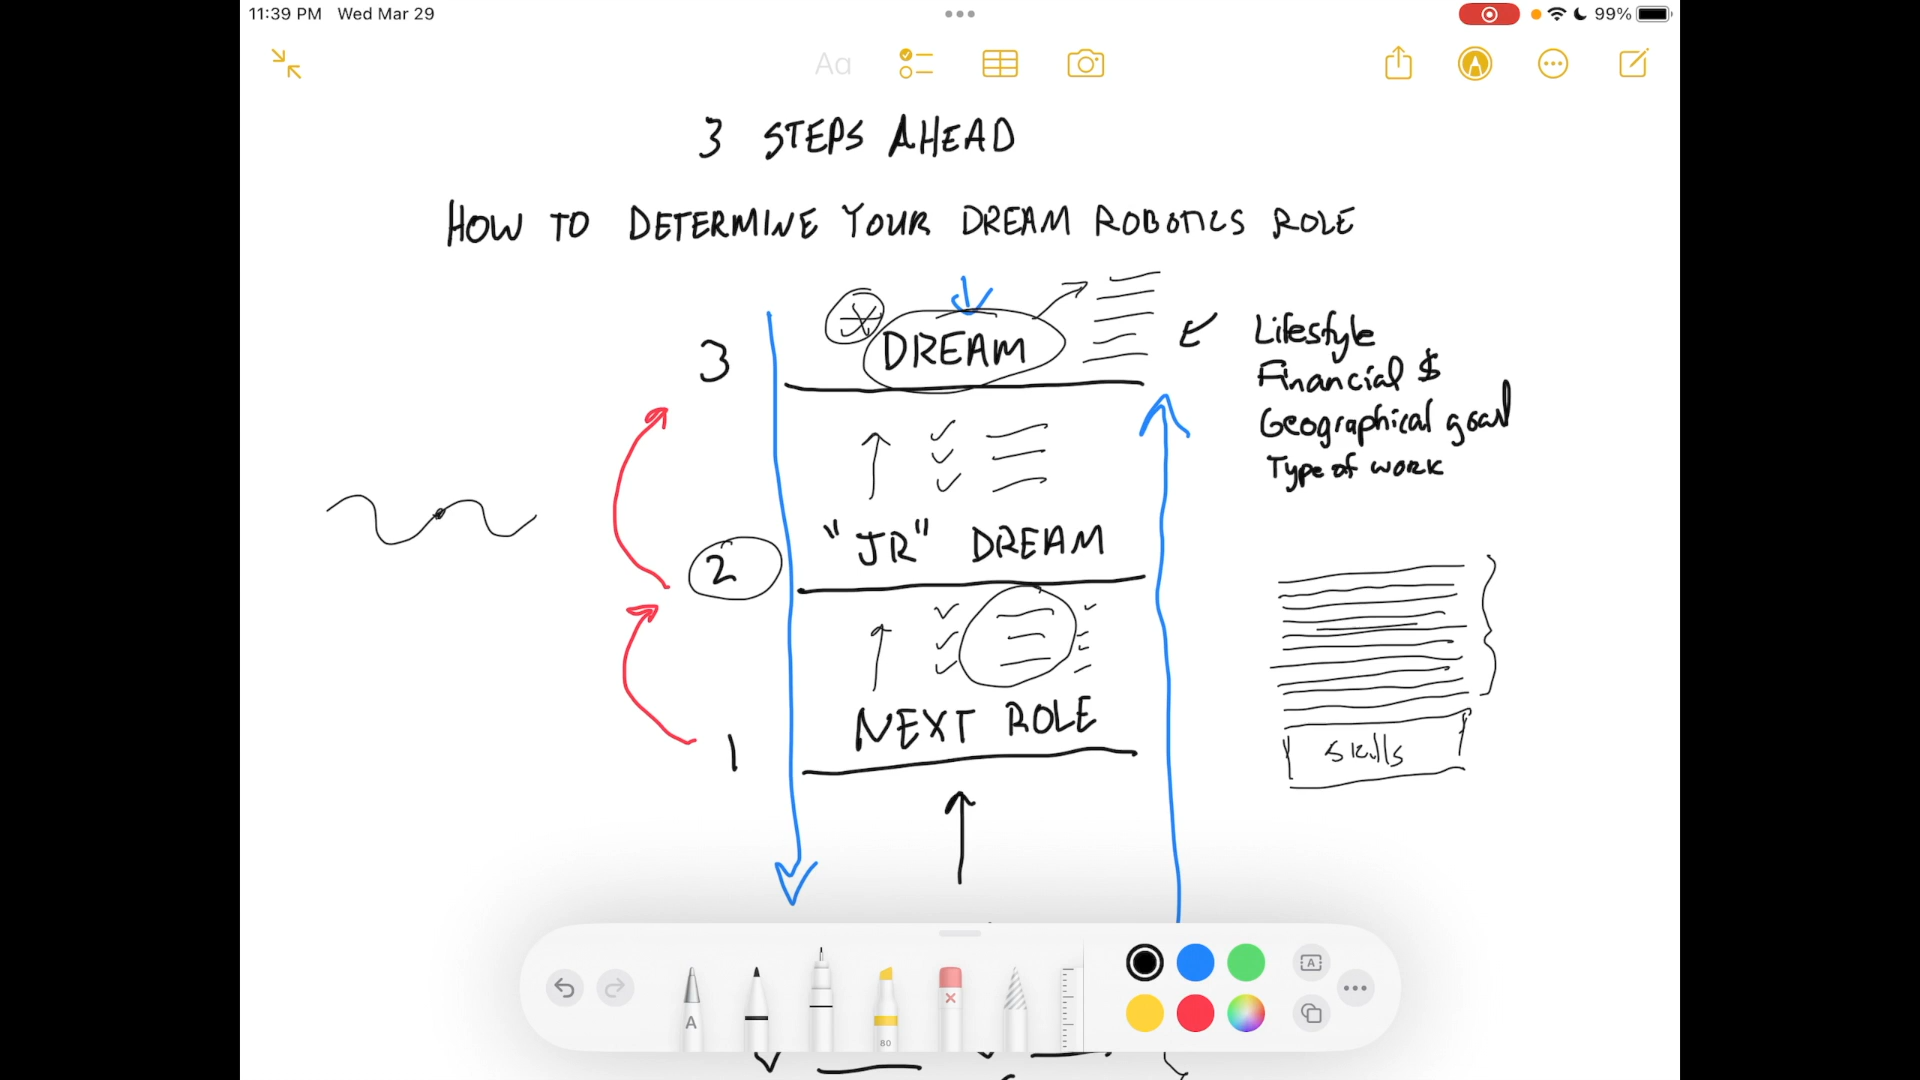 11:39 PM Wed Mar 29
99%
Aa
3 STEPS AHEAD
HOW TO DETERMINE YOUR DREAM ROBOTICS ROLE
3
DREAM
Lifestyle
Financial $
Geographical goal
Type of work
2
"JR" DREAM
1
NEXT ROLE
skills
A
80
A